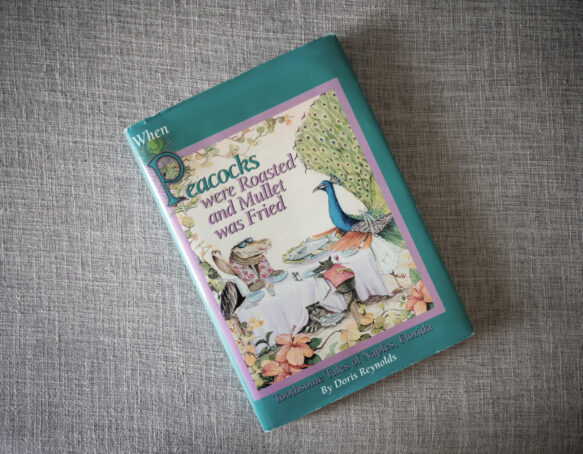 When
Peacocks
were Roasted
and Mullet
was Fried
Toothsome Tales of Naples, Florida
By Doris Reynolds